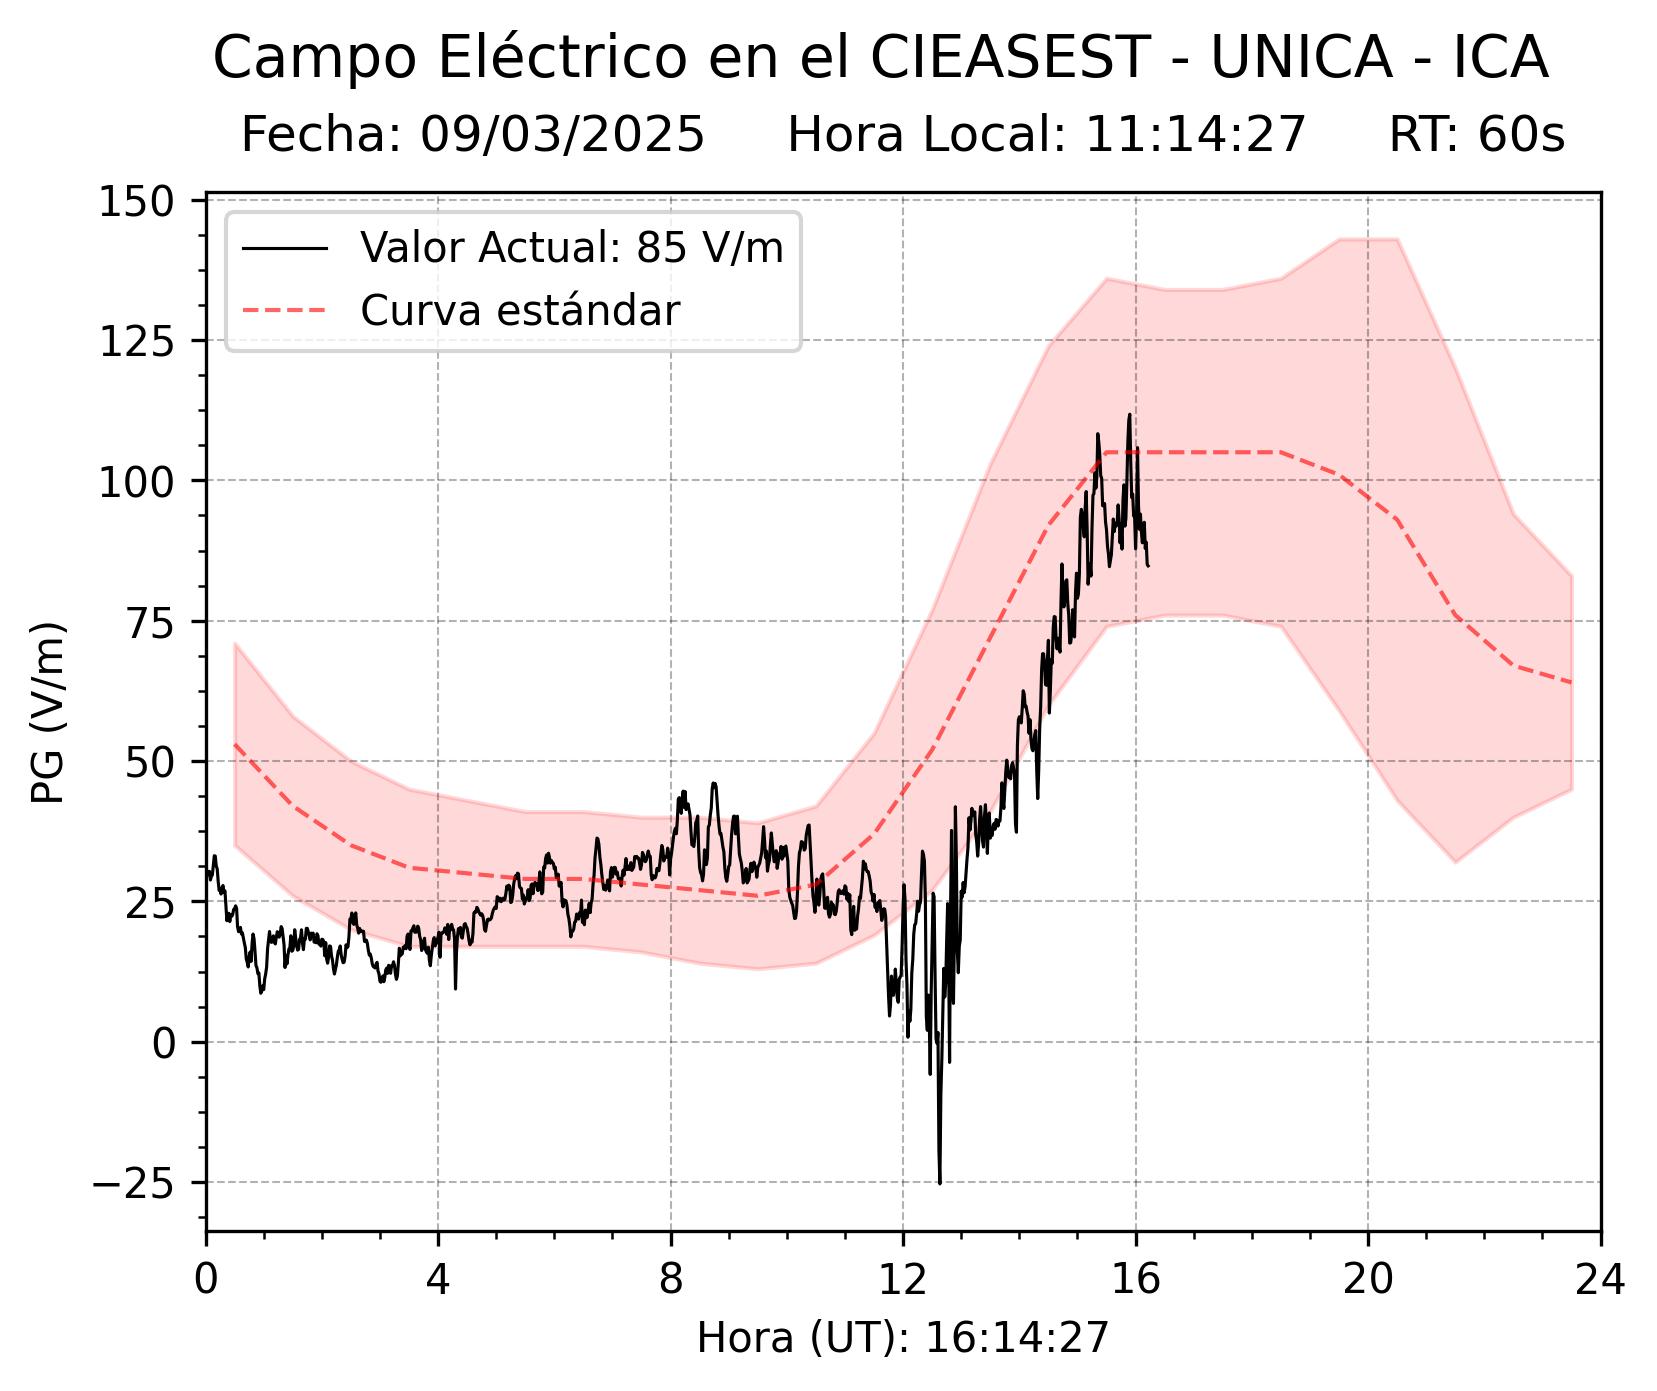 Campo Eléctrico en el CIEASEST - UNICA - ICA
Fecha: 09/03/2025 Hora Local: 11:14:27 RT: 60s
Valor Actual: 85 V/m
Curva estándar
PG (V/m)
150
125
100
75
50
25
0
−25
0 4 8 12 16 20 24
Hora (UT): 16:14:27